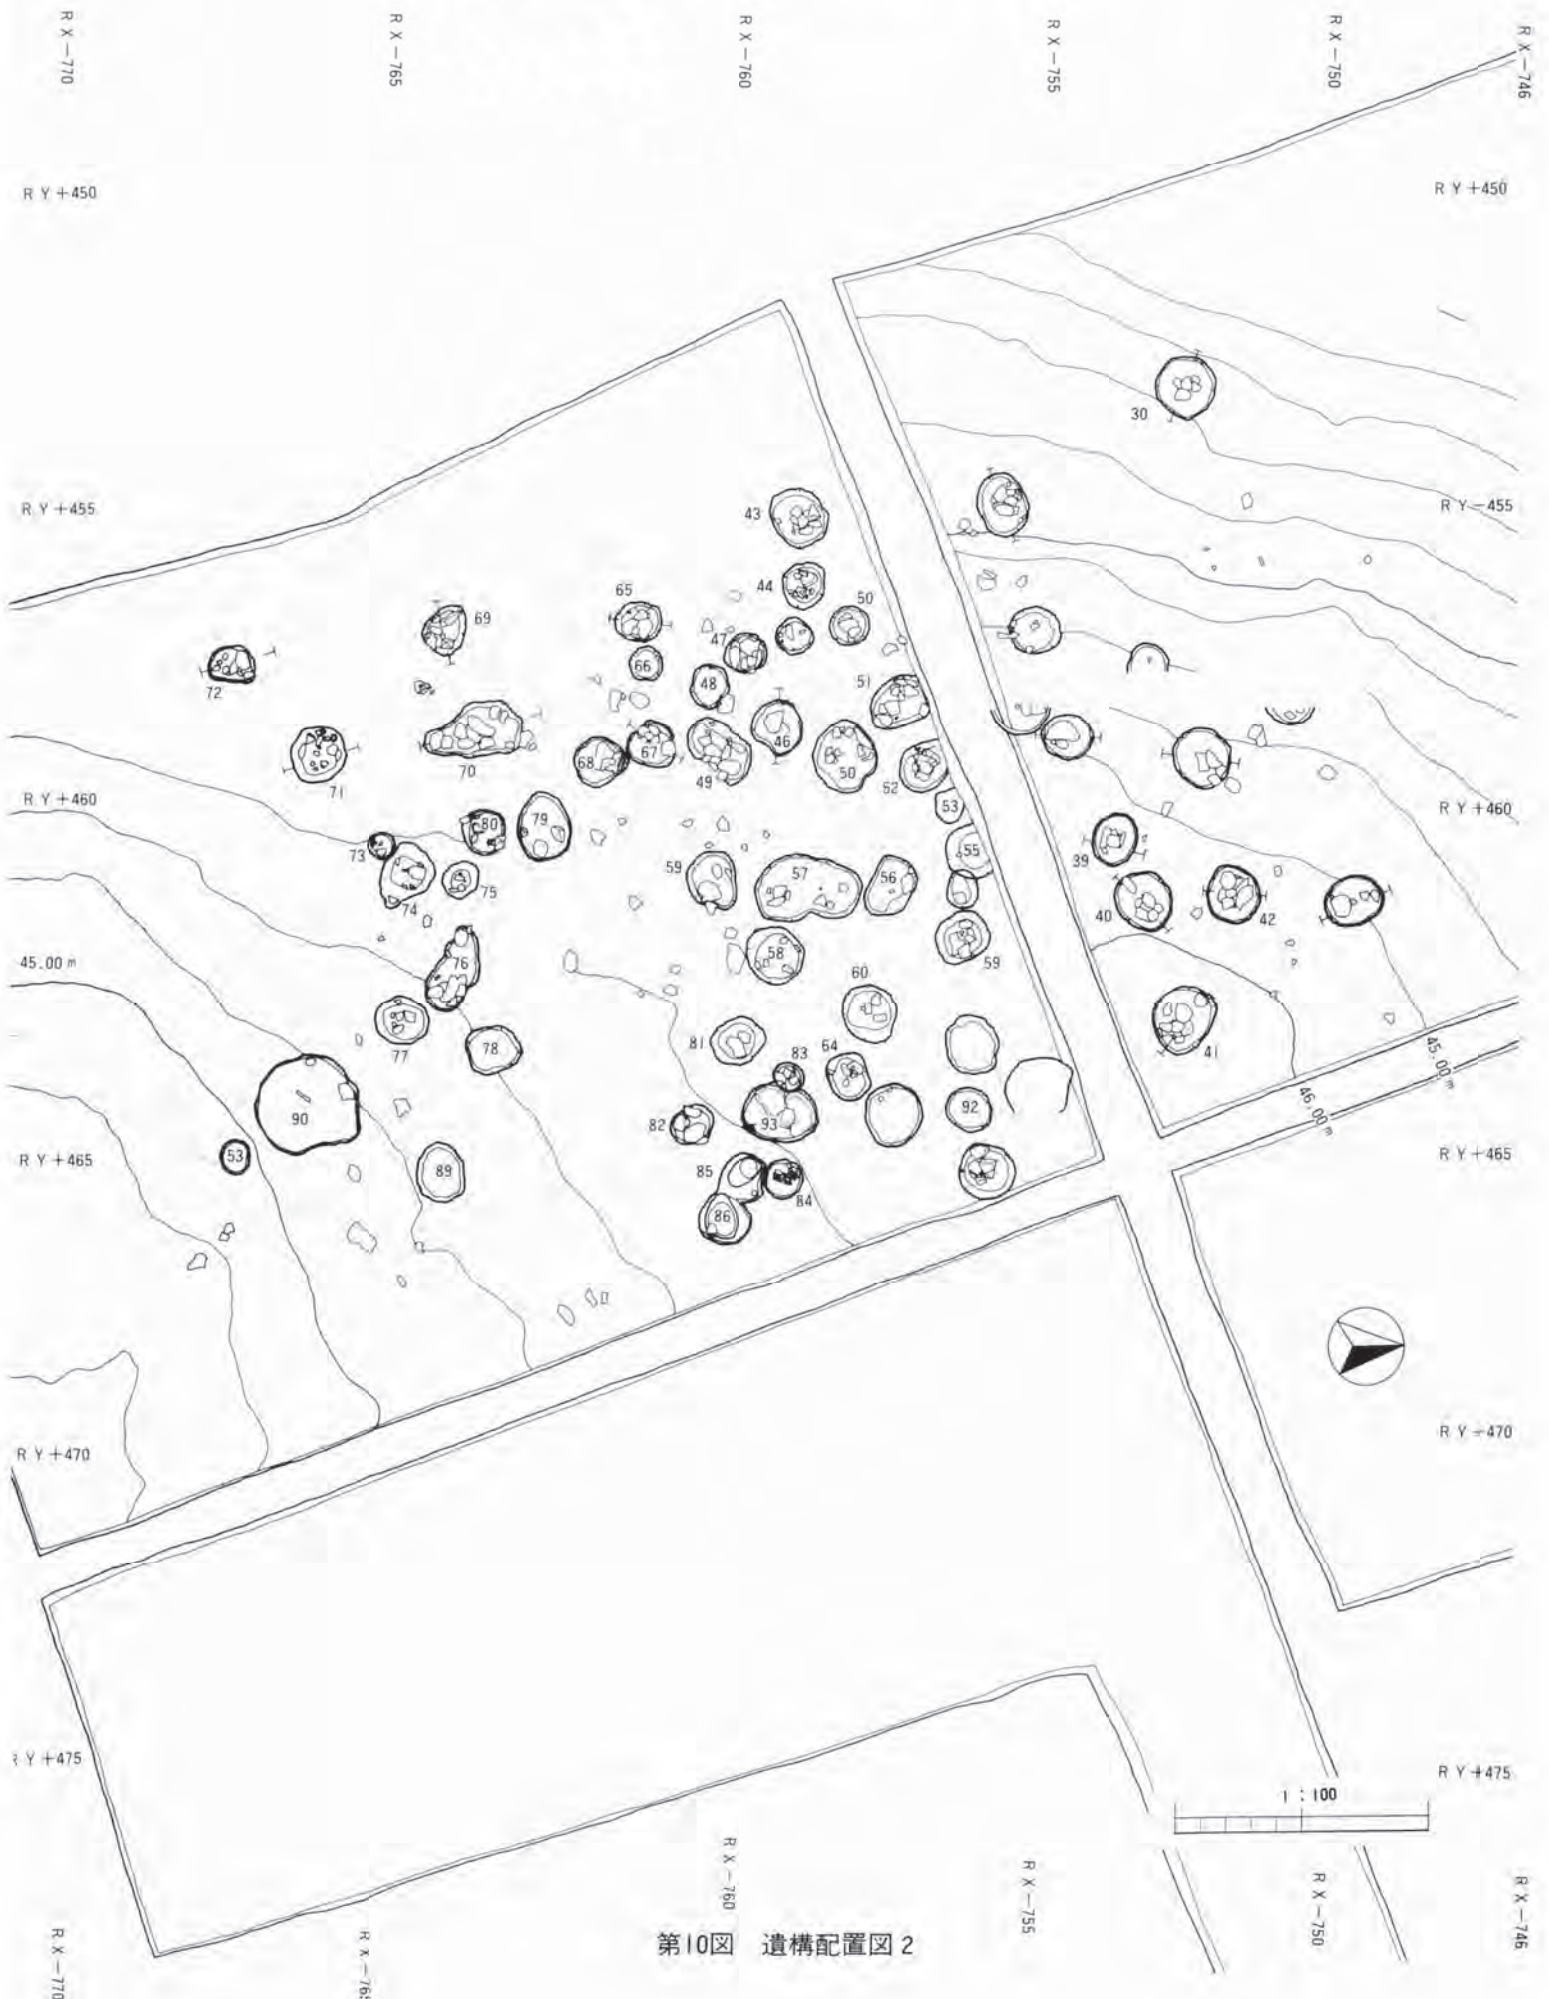 R X −770
R X −765
R X −760
R X −755
R X −750
R X −746
R Y +450
R Y +450
30
R Y +455
43
R Y −455
44
65
50
69
47
66
72
48
51
46
67
68
49
50
52
70
71
53
R Y +460
80
79
R Y +460
73
59
57
56
55
39
74
75
40
42
45.00 m
76
58
59
60
77
78
81
83
64
41
45.00 m
90
82
93
92
46.00 m
R Y +465
53
89
85
84
R Y +465
86
R Y +470
R Y −470
R Y +475
R Y +475
1 : 100
R X −760
R X −755
R X −750
R X −746
R X −770
R X −765
第10図 遺構配置図 2